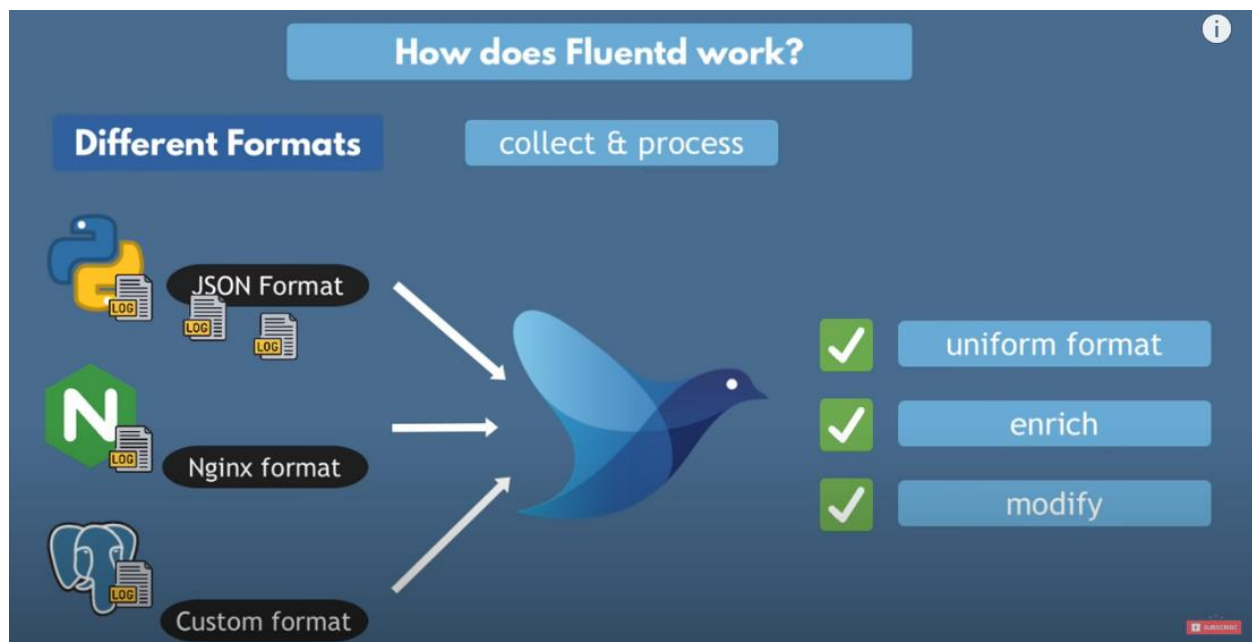 How does Fluentd work?
i
Different Formats
collect & process
LOG
JSON Format
LOG
LOG
uniform format
N
LOG
Nginx format
enrich
modify
LOG
Custom format
SUBSCRIBE